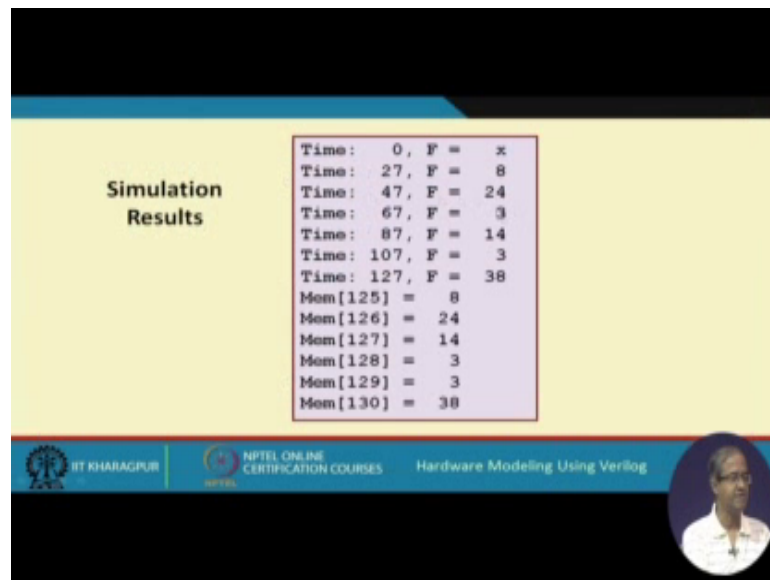 Simulation
Results
Time: 0, F = x
Time: 27, F = 8
Time: 47, F = 24
Time: 67, F = 3
Time: 87, F = 14
Time: 107, F = 3
Time: 127, F = 38
Mem[125] = 8
Mem[126] = 24
Mem[127] = 14
Mem[128] = 3
Mem[129] = 3
Mem[130] = 38
IIT KHARAGPUR
NPTEL
NPTEL ONLINE
CERTIFICATION COURSES
Hardware Modeling Using Verilog